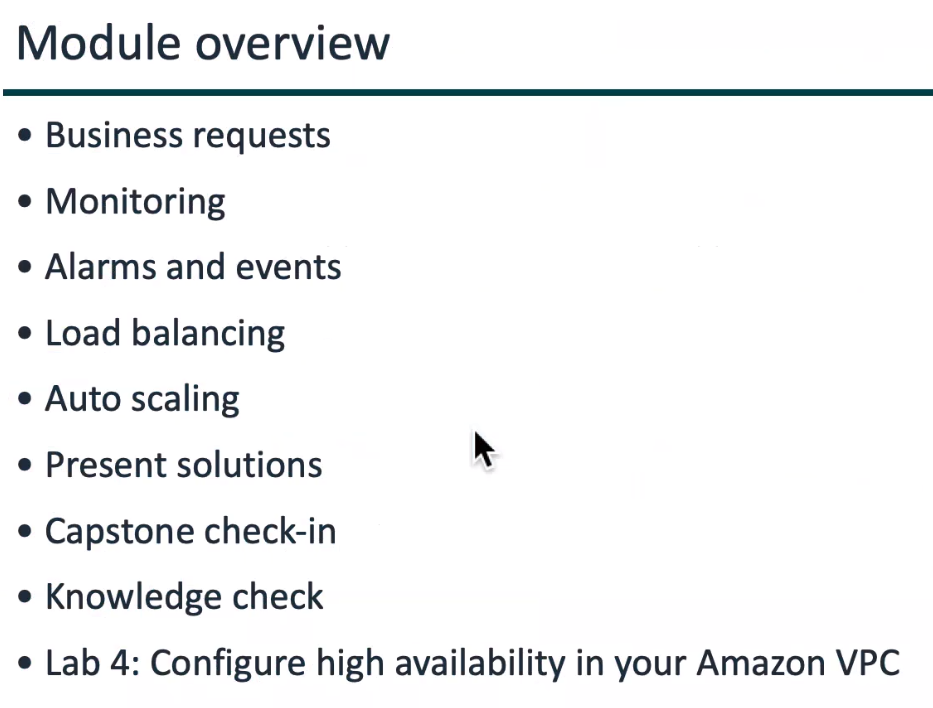 Module overview
• Business requests
• Monitoring
• Alarms and events
• Load balancing
• Auto scaling
• Present solutions
• Capstone check-in
• Knowledge check
• Lab 4: Configure high availability in your Amazon VPC